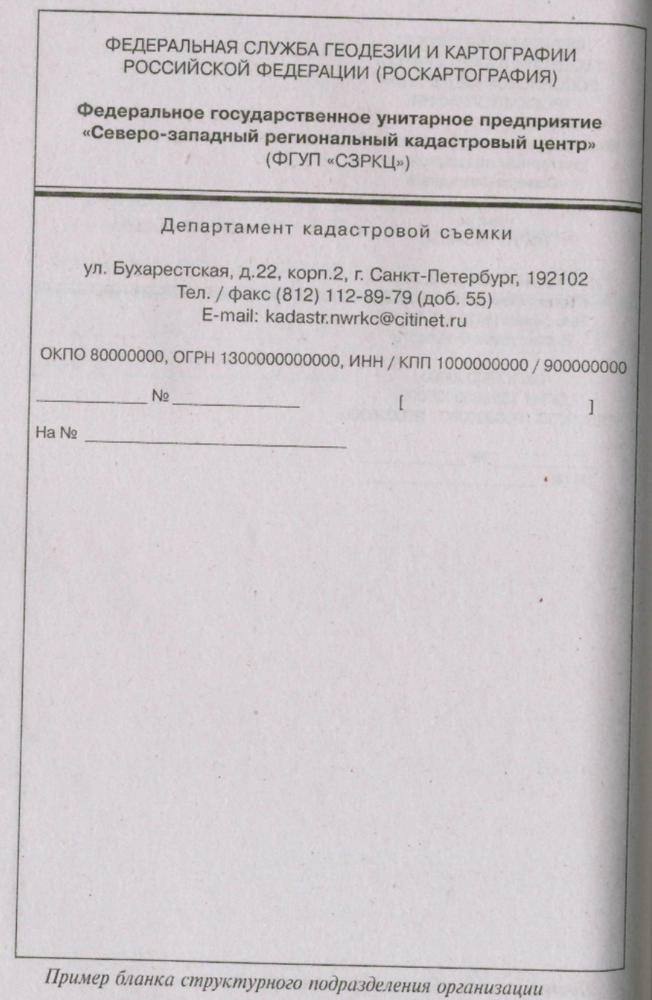 ФЕДЕРАЛЬНАЯ СЛУЖБА ГЕОДЕЗИИ И КАРТОГРАФИИ
РОССИЙСКОЙ ФЕДЕРАЦИИ (РОСКАРТОГРАФИЯ)
Федеральное государственное унитарное предприятие
«Северо-западный региональный кадастровый центр»
(ФГУП «СЗРКЦ»)
Департамент кадастровой съемки
ул. Бухарестская, д.22, корп.2, г. Санкт-Петербург, 192102
Тел. / факс (812) 112-89-79 (доб. 55)
E-mail: kadastr.nwrkc@citinet.ru
ОКПО 80000000, ОГРН 1300000000000, ИНН / КПП 1000000000 / 900000000
____________ № ______________ [ ]
На № _____________________________
Пример бланка структурного подразделения организации